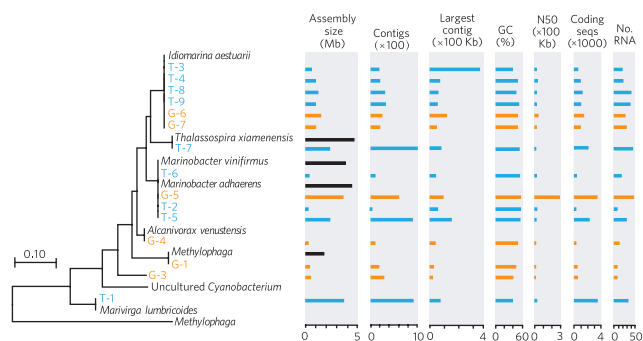 Assembly size (Mb)
Contigs (×100)
Largest contig (×100 Kb)
GC (%)
N50 (×100 Kb)
Coding seqs (×1000)
No. RNA
Idiomarina aestuarii
T-3
T-4
T-8
T-9
G-6
G-7
Thalassospira xiamenensis
T-7
Marinobacter vinifirmus
T-6
Marinobacter adhaerens
G-5
T-2
T-5
Alcanivorax venustensis
G-4
Methylophaga
G-1
G-3
Uncultured Cyanobacterium
T-1
Marivirga lumbricoides
Methylophaga
0.10
0 5 0 10 0 4 0 60 0 3 0 4 0 50